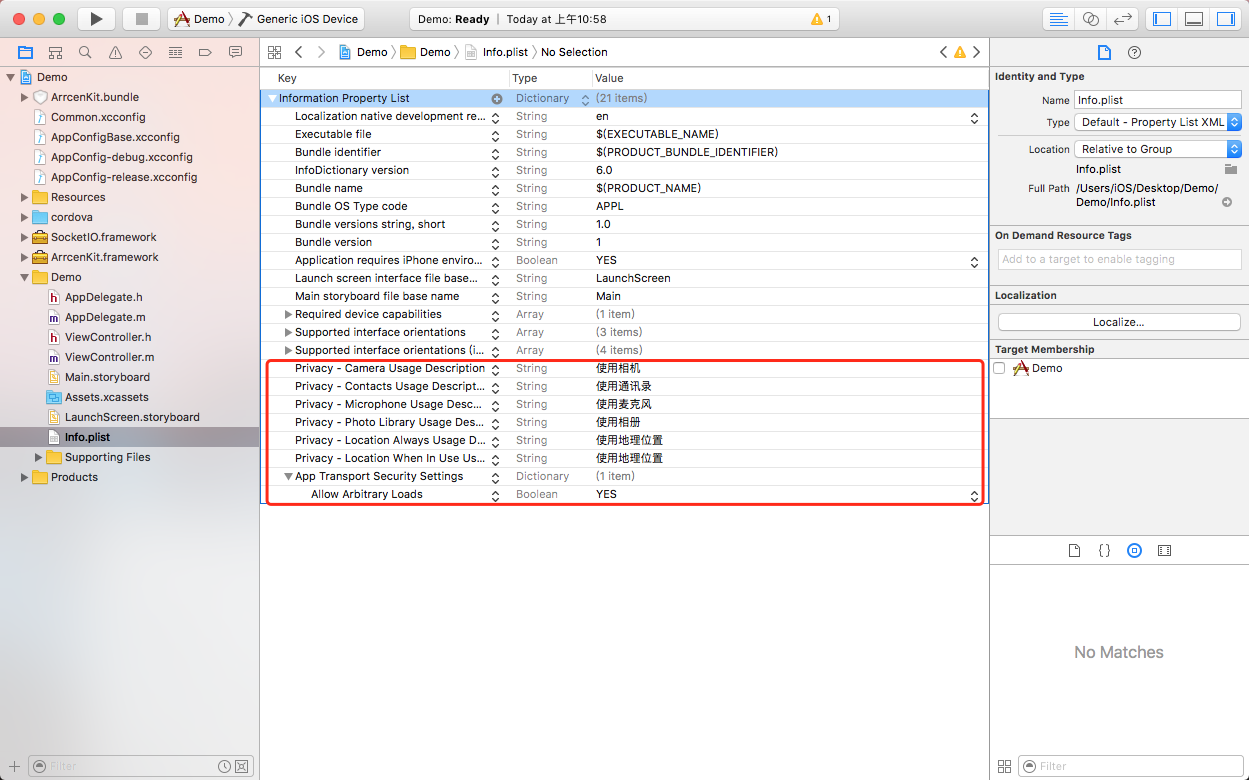 Demo Generic iOS Device Demo: Ready Today at 上午10:58 1
Demo Demo Info.plist No Selection
Demo
ArrcenKit.bundle
Common.xcconfig
AppConfigBase.xcconfig
AppConfig-debug.xcconfig
AppConfig-release.xcconfig
Resources
cordova
SocketIO.framework
ArrcenKit.framework
Demo
AppDelegate.h
AppDelegate.m
ViewController.h
ViewController.m
Main.storyboard
Assets.xcassets
LaunchScreen.storyboard
Info.plist
Supporting Files
Products
Filter
Key Type Value
Information Property List Dictionary (21 items)
Localization native development re... String en
Executable file String $(EXECUTABLE_NAME)
Bundle identifier String $(PRODUCT_BUNDLE_IDENTIFIER)
InfoDictionary version String 6.0
Bundle name String $(PRODUCT_NAME)
Bundle OS Type code String APPL
Bundle versions string, short String 1.0
Bundle version String 1
Application requires iPhone enviro... Boolean YES
Launch screen interface file base... String LaunchScreen
Main storyboard file base name String Main
Required device capabilities Array (1 item)
Supported interface orientations Array (3 items)
Supported interface orientations (i... Array (4 items)
Privacy - Camera Usage Description String 使用相机
Privacy - Contacts Usage Descript... String 使用通讯录
Privacy - Microphone Usage Desc... String 使用麦克风
Privacy - Photo Library Usage Des... String 使用相册
Privacy - Location Always Usage D... String 使用地理位置
Privacy - Location When In Use Us... String 使用地理位置
App Transport Security Settings Dictionary (1 item)
Allow Arbitrary Loads Boolean YES
Identity and Type
Name Info.plist
Type Default - Property List XML
Location Relative to Group
Info.plist
Full Path /Users/iOS/Desktop/Demo/
Demo/Info.plist
On Demand Resource Tags
Add to a target to enable tagging
Localization
Localize...
Target Membership
Demo
No Matches
Filter